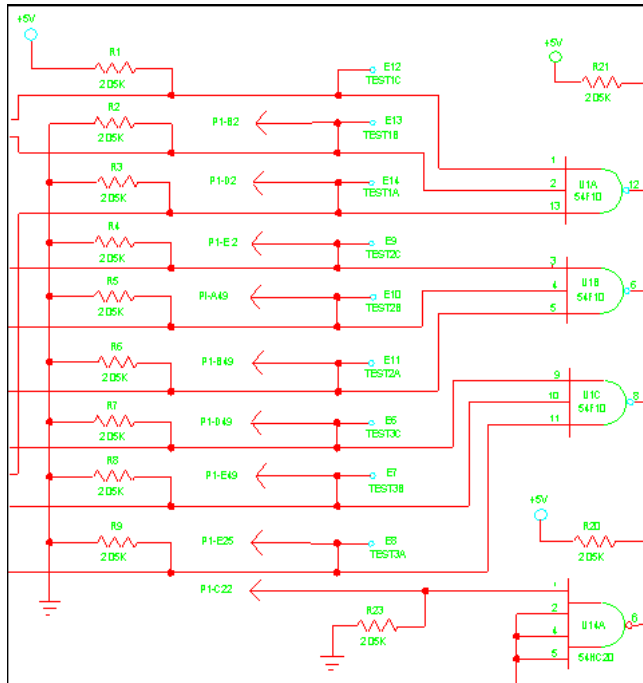 +5V
R1
205K
E12
TEST1C
+5V
R21
205K
R2
205K
P1-B2
E13
TEST1B
R3
205K
P1-D2
E14
TEST1A
1
2
13
U1A
54F10
12
R4
205K
P1-E12
E9
TEST2C
R5
205K
P1-A49
E10
TEST2B
3
4
5
U1B
54F10
6
R6
205K
P1-B49
E11
TEST2A
R7
205K
P1-D49
E6
TEST3C
9
10
11
U1C
54F10
8
R8
205K
P1-E49
E7
TEST3B
R9
205K
P1-E25
E8
TEST3A
+5V
R20
205K
P1-C22
R23
205K
1
2
4
5
U14A
54HC20
6